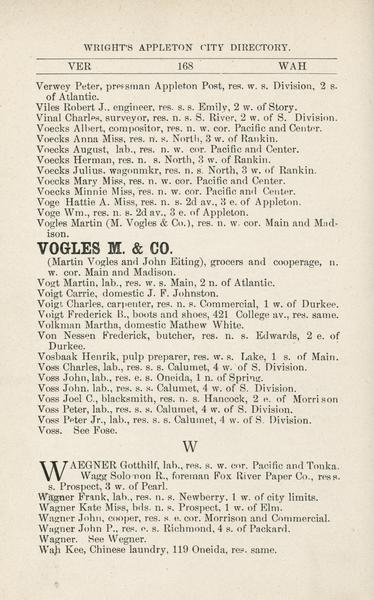 WRIGHT'S APPLETON CITY DIRECTORY.
VER 168 WAH
Verwey Peter, pressman Appleton Post, res. w. s. Division, 2 s.
of Atlantic.
Viles Robert J., engineer, res. s. s. Emily, 2 w. of Story.
Vinal Charles, surveyor, res. n. s. S. River, 2 w. of S. Division.
Voecks Albert, compositor, res. n. w. cor. Pacific and Center.
Voecks Anna Miss, res. n. s. North, 3 w. of Rankin.
Voecks August, lab., res. n. w. cor. Pacific and Center.
Voecks Herman, res. n. s. North, 3 w. of Rankin.
Voecks Julius, wagonmkr, res. n. s. North, 3 w. of Rankin.
Voecks Mary Miss, res. n. w. cor. Pacific and Center.
Voecks Minnie Miss, res. n. w. cor. Pacific and Center.
Voge Hattie A. Miss, res. n. s. 2d av., 3 e. of Appleton.
Voge Wm., res. n. s. 2d av., 3 e. of Appleton.
Vogles Martin (M. Vogles & Co.), res. n. w. cor. Main and Mad-
ison.
VOGLES M. & CO.
(Martin Vogles and John Eiting), grocers and cooperage, n.
w. cor. Main and Madison.
Vogt Martin, lab., res. w. s. Main, 2 n. of Atlantic.
Voigt Carrie, domestic J. F. Johnston.
Voigt Charles, carpenter, res. n. s. Commercial, 1 w. of Durkee.
Voigt Frederick B., boots and shoes, 421 College av., res. same.
Volkman Martha, domestic Mathew White.
Von Nessen Frederick, butcher, res. n. s. Edwards, 2 e. of
Durkee.
Vosbaak Henrik, pulp preparer, res. w. s. Lake, 1 s. of Main.
Voss Charles, lab., res. s. s. Calumet, 4 w. of S. Division.
Voss John, lab., res. e. s. Oneida, 1 n. of Spring.
Voss John, lab., res. s. s. Calumet, 4 w. of S. Division.
Voss Joel C., blacksmith, res. n. s. Hancock, 2 e. of Morrison
Voss Peter, lab., res. s. s. Calumet, 4 w. of S. Division.
Voss Peter Jr., lab., res. s. s. Calumet, 4 w. of S. Division.
Voss. See Fose.
W
WAEGNER Gotthilf, lab., res. s. w. cor. Pacific and Tonka.
Wagg Solomon R., foreman Fox River Paper Co., res s.
s. Prospect, 3 w. of Pearl.
Wagner Frank, lab., res. n. s. Newberry, 1 w. of city limits.
Wagner Kate Miss, bds. n. s. Prospect, 1 w. of Elm.
Wagner John, cooper, res. s. e. cor. Morrison and Commercial.
Wagner John P., res. e. s. Richmond, 4 s. of Packard.
Wagner. See Wegner.
Wah Kee, Chinese laundry, 119 Oneida, res. same.